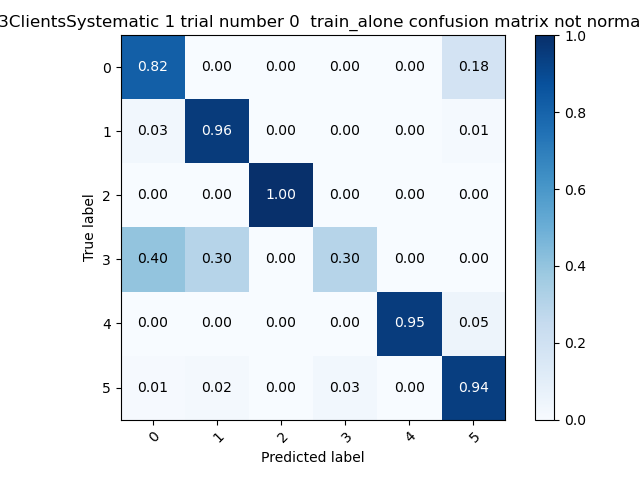 3ClientsSystematic 1 trial number 0  train_alone confusion matrix not norma
0 0.82 0.00 0.00 0.00 0.00 0.18
1 0.03 0.96 0.00 0.00 0.00 0.01
2 0.00 0.00 1.00 0.00 0.00 0.00
3 0.40 0.30 0.00 0.30 0.00 0.00
4 0.00 0.00 0.00 0.00 0.95 0.05
5 0.01 0.02 0.00 0.03 0.00 0.94
0 1 2 3 4 5
True label
Predicted label
1.0
0.8
0.6
0.4
0.2
0.0